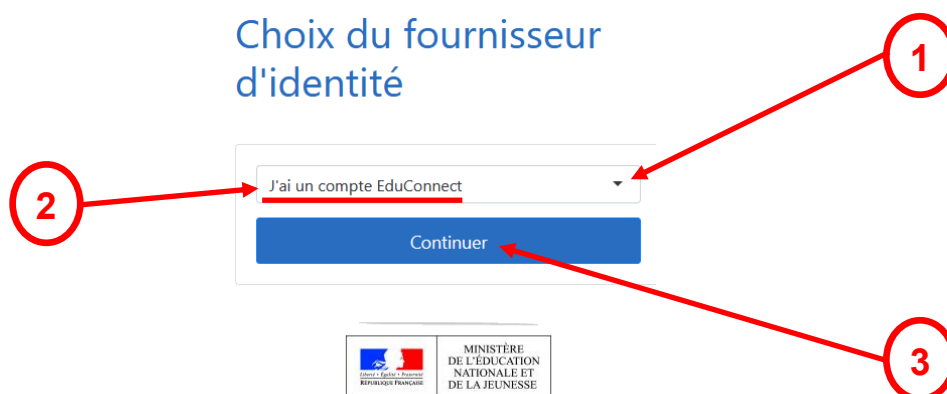 Choix du fournisseur
d'identité
1
J'ai un compte EduConnect
2
Continuer
3
MINISTÈRE
DE L'ÉDUCATION
NATIONALE ET
DE LA JEUNESSE
Liberté • Égalité • Fraternité
RÉPUBLIQUE FRANÇAISE